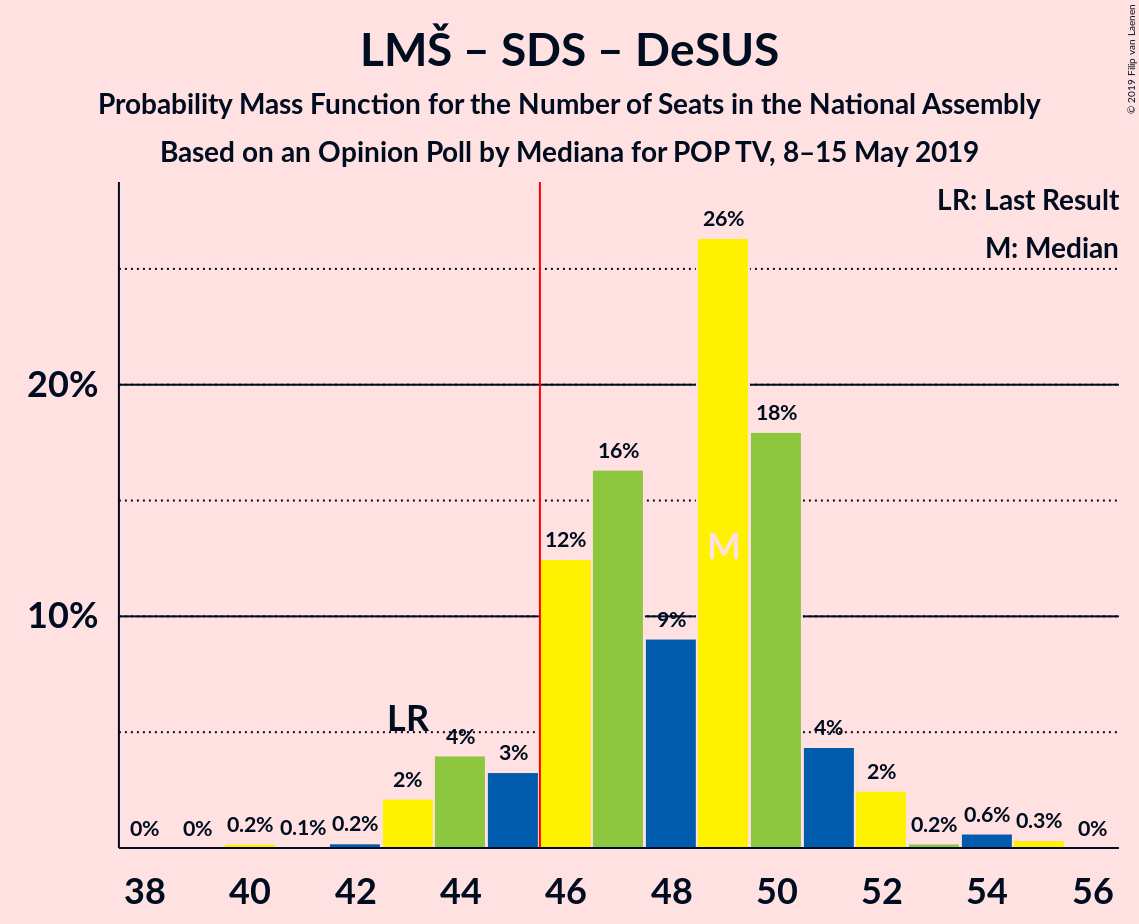 LMŠ – SDS – DeSUS
Probability Mass Function for the Number of Seats in the National Assembly
Based on an Opinion Poll by Mediana for POP TV, 8–15 May 2019
© 2019 Filip van Laenen
LR: Last Result
M: Median
26%
20%
18%
16%
12%
M
10%
9%
LR
4%
4%
3%
2%
2%
0%
0%
0.2%
0.1%
0.2%
0.2%
0.6%
0.3%
0%
38 40 42 44 46 48 50 52 54 56